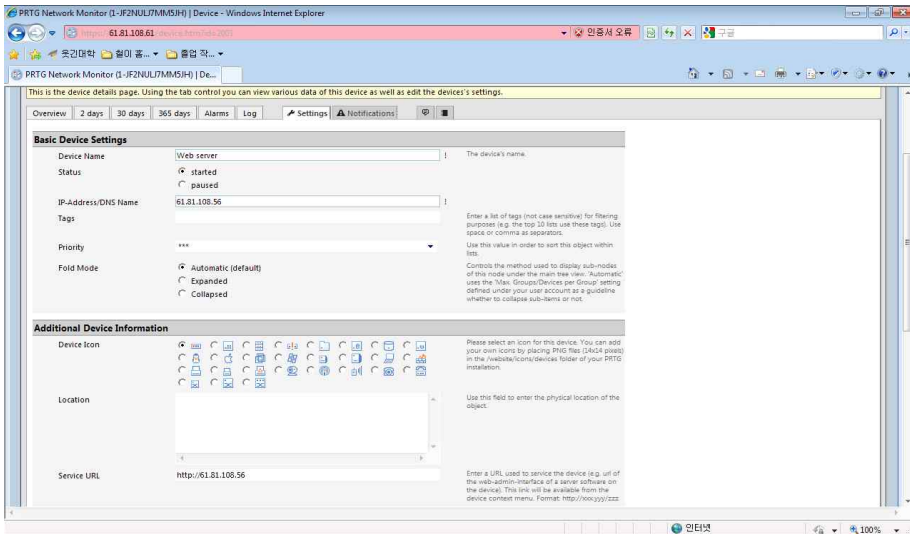 PRTG Network Monitor (1-JF2NULJ7MM5JH) | Device - Windows Internet Explorer
61.81.108.61
인증서 오류
구글
웃긴대학
철이 홈...
졸업 작...
PRTG Network Monitor (1-JF2NULJ7MM5JH) | De...
This is the device details page. Using the tab control you can view various data of this device as well as edit the devices's settings.
Overview 2 days 30 days 365 days Alarms Log Settings Notifications
Basic Device Settings
Device Name Web server ! The device's name.
Status started
paused
IP-Address/DNS Name 61.81.108.56 !
Tags Enter a list of tags (not case sensitive) for filtering
purposes (e.g. the top 10 lists use these tags). Use
space or comma as separators.
Priority *** Use this value in order to sort this object within
lists.
Fold Mode Automatic (default) Controls the method used to display sub-nodes
of this node under the main tree view. 'Automatic'
Expanded uses the 'Max. Groups/Devices per Group' setting
defined under your user account as a guideline
Collapsed whether to collapse sub-items or not.
Additional Device Information
Device Icon Please select an icon for this device. You can add
your own icons by placing PNG files (14x14 pixels)
in the /website/icons/devices folder of your PRTG
installation.
Location Use this field to enter the physical location of the
object.
Service URL http://61.81.108.56 Enter a URL used to service the device (e.g. url of
the web-admin-interface of a server software on
the device). This link will be available from the
device context menu. Format: http://xxx:yyy/zzz
인터넷
100%